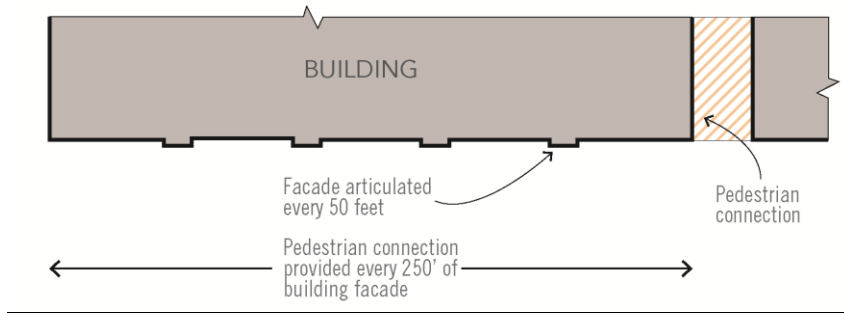 BUILDING
Facade articulated
every 50 feet
Pedestrian
connection
Pedestrian connection
provided every 250' of
building facade